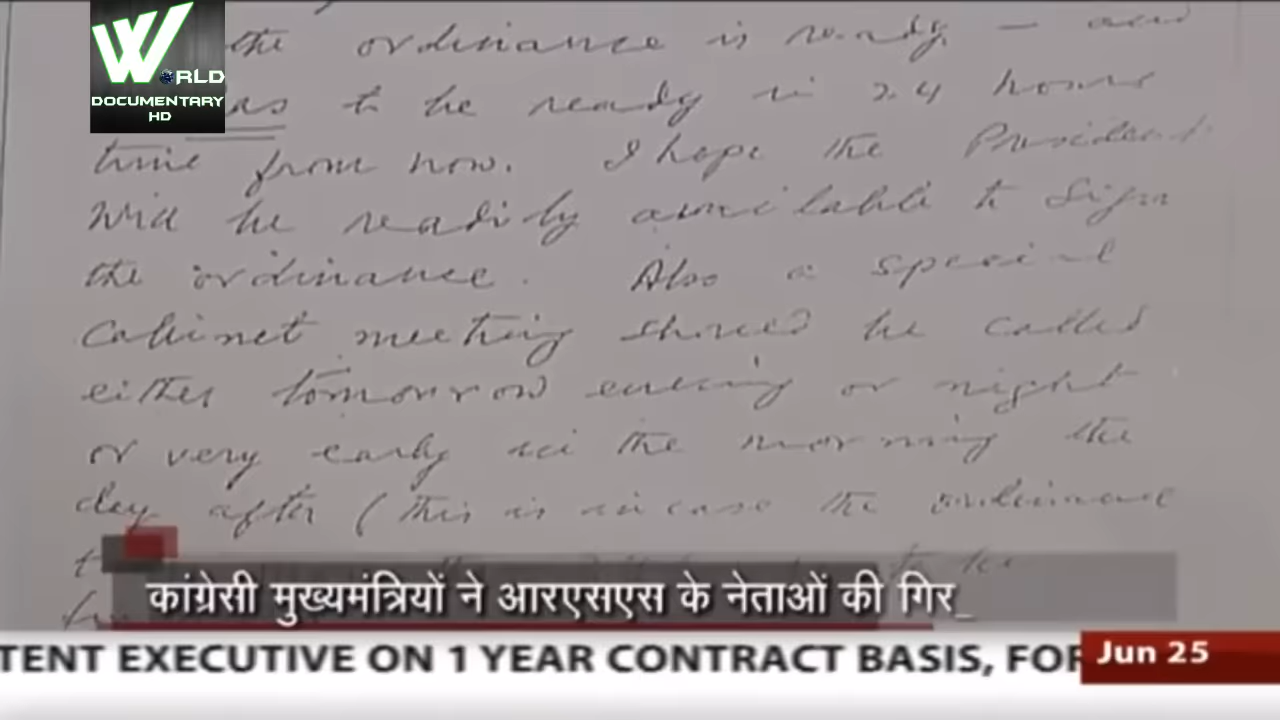 WORLD
DOCUMENTARY
HD
the ordinance is ready – and
has to be ready in 24 hours
time from now. I hope the President
will be readily available to sign
the ordinance. Also a special
Cabinet meeting should be called
either tomorrow evening or night
or very early in the morning the
day after (this is in case the ordinance
कांग्रेसी मुख्यमंत्रियों ने आरएसएस के नेताओं की गिर_
TENT EXECUTIVE ON 1 YEAR CONTRACT BASIS, FOR
Jun 25